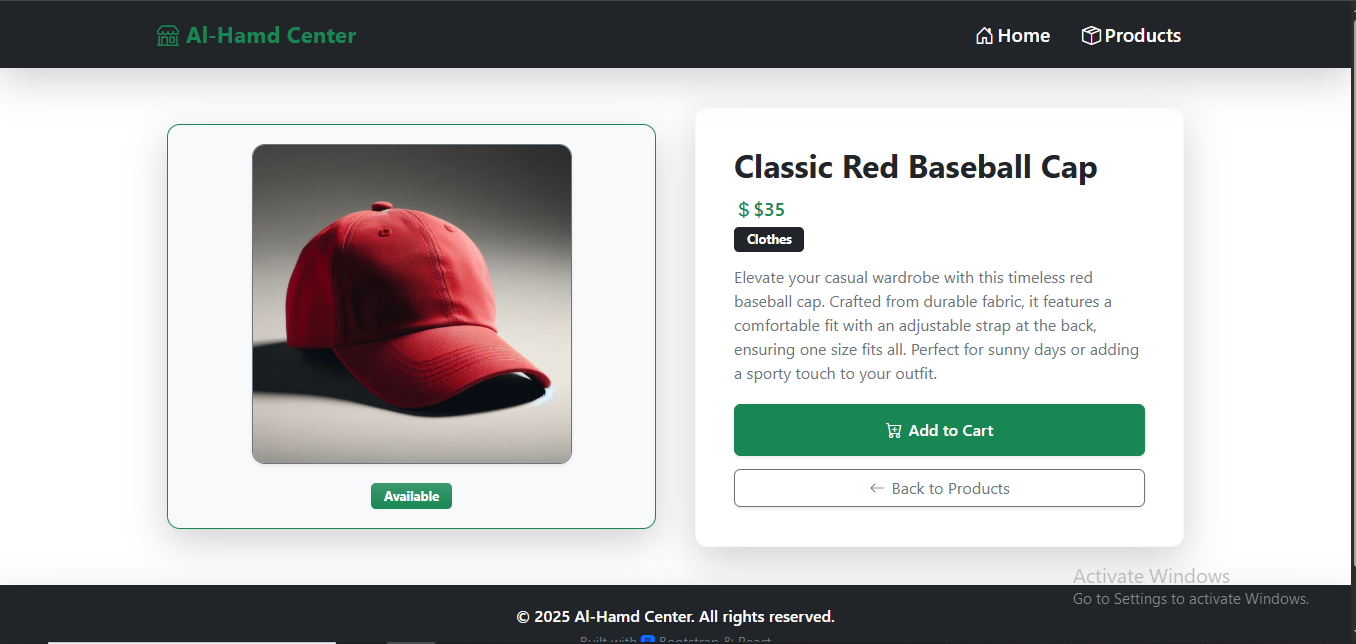 Al-Hamd Center
Home
Products
Classic Red Baseball Cap
$ $35
Clothes
Elevate your casual wardrobe with this timeless red
baseball cap. Crafted from durable fabric, it features a
comfortable fit with an adjustable strap at the back,
ensuring one size fits all. Perfect for sunny days or adding
a sporty touch to your outfit.
Add to Cart
Back to Products
Available
Activate Windows
Go to Settings to activate Windows.
© 2025 Al-Hamd Center. All rights reserved.
Built with B Bootstrap & React